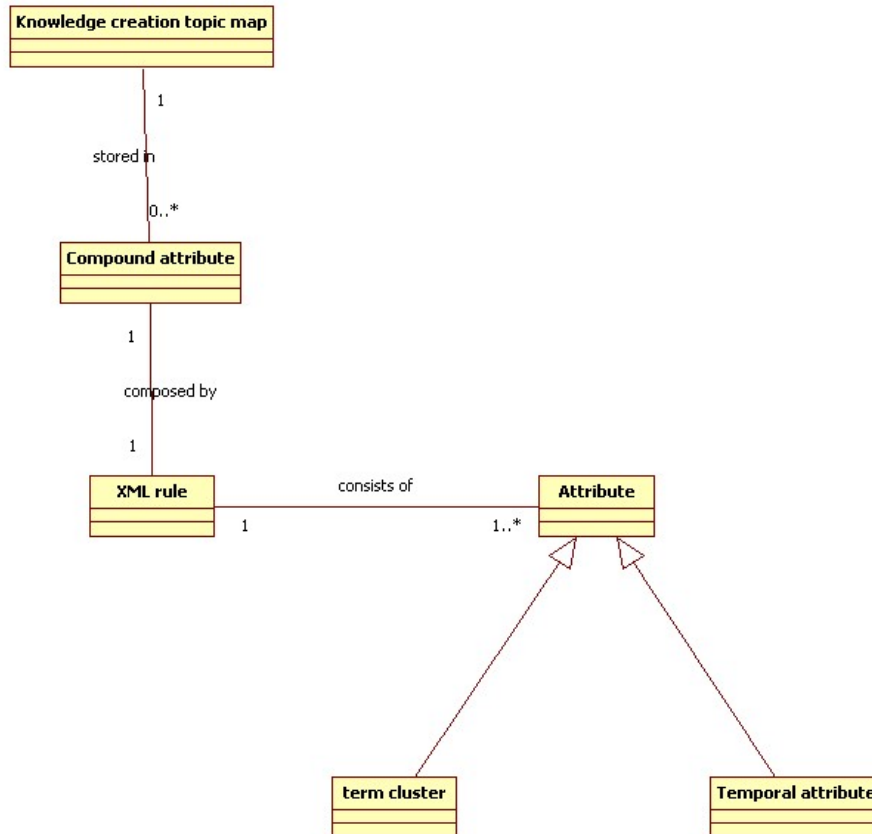 Knowledge creation topic map
1
stored in
0..*
Compound attribute
1
composed by
1
XML rule
consists of
Attribute
1
1..*
term cluster
Temporal attribute